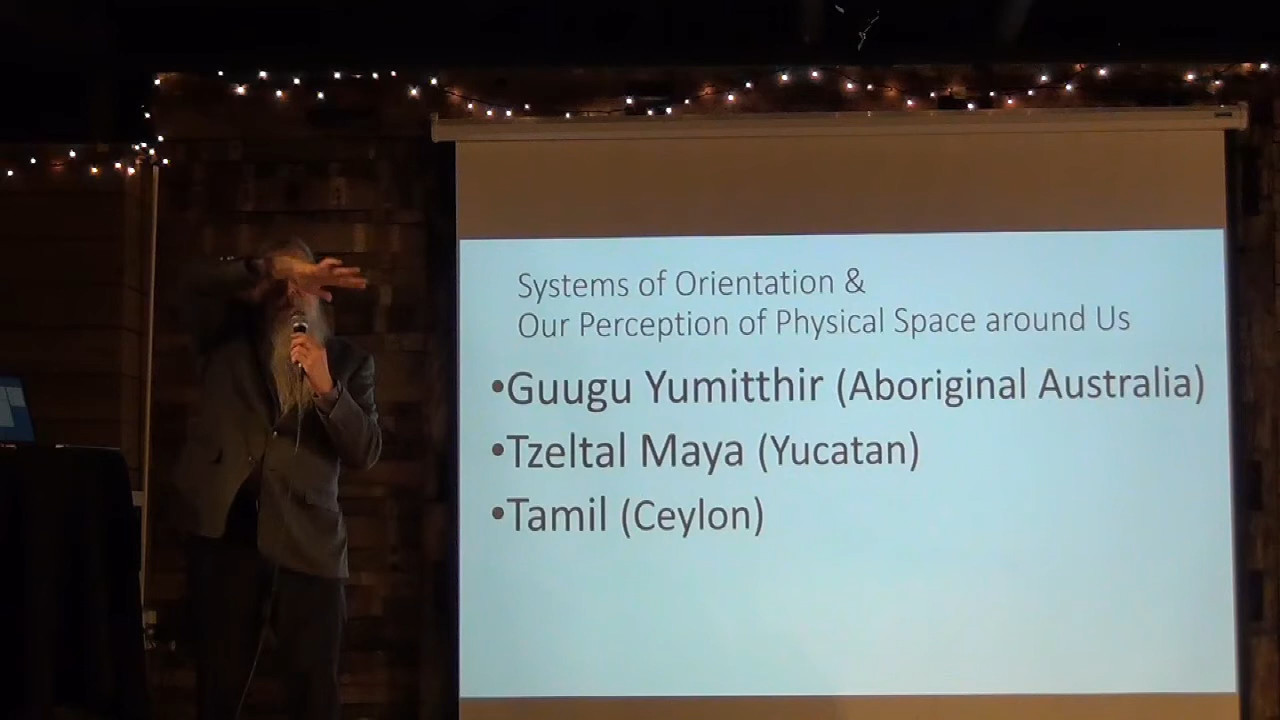 Systems of Orientation &
Our Perception of Physical Space around Us
•Guugu Yumitthir (Aboriginal Australia)
•Tzeltal Maya (Yucatan)
•Tamil (Ceylon)